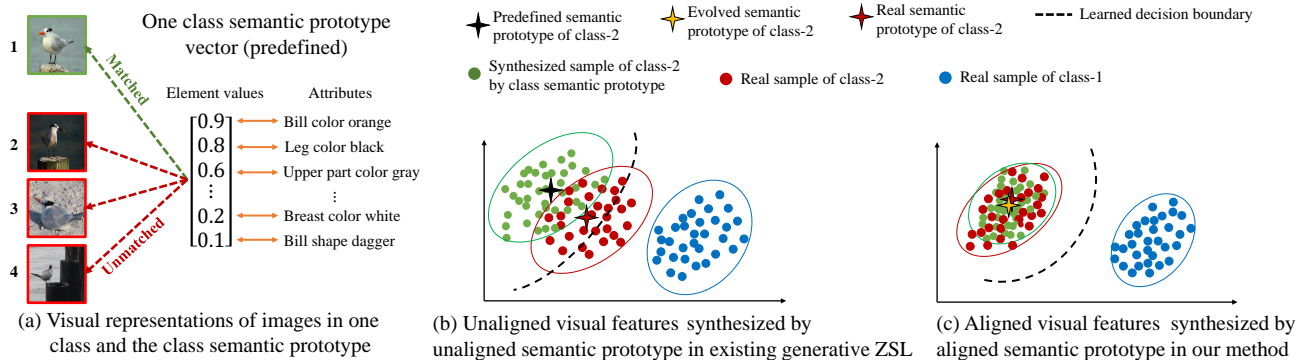 One class semantic prototype
vector (predefined)
1
2
3
4
Matched
Unmatched
Element values
Attributes
0.9
Bill color orange
0.8
Leg color black
0.6
Upper part color gray
⋮
⋮
0.2
Breast color white
0.1
Bill shape dagger
(a) Visual representations of images in one
class and the class semantic prototype
Predefined semantic
prototype of class-2
Evolved semantic
prototype of class-2
Real semantic
prototype of class-2
Learned decision boundary
Synthesized sample of class-2
by class semantic prototype
Real sample of class-2
Real sample of class-1
(b) Unaligned visual features synthesized by
unaligned semantic prototype in existing generative ZSL
(c) Aligned visual features synthesized by
aligned semantic prototype in our method